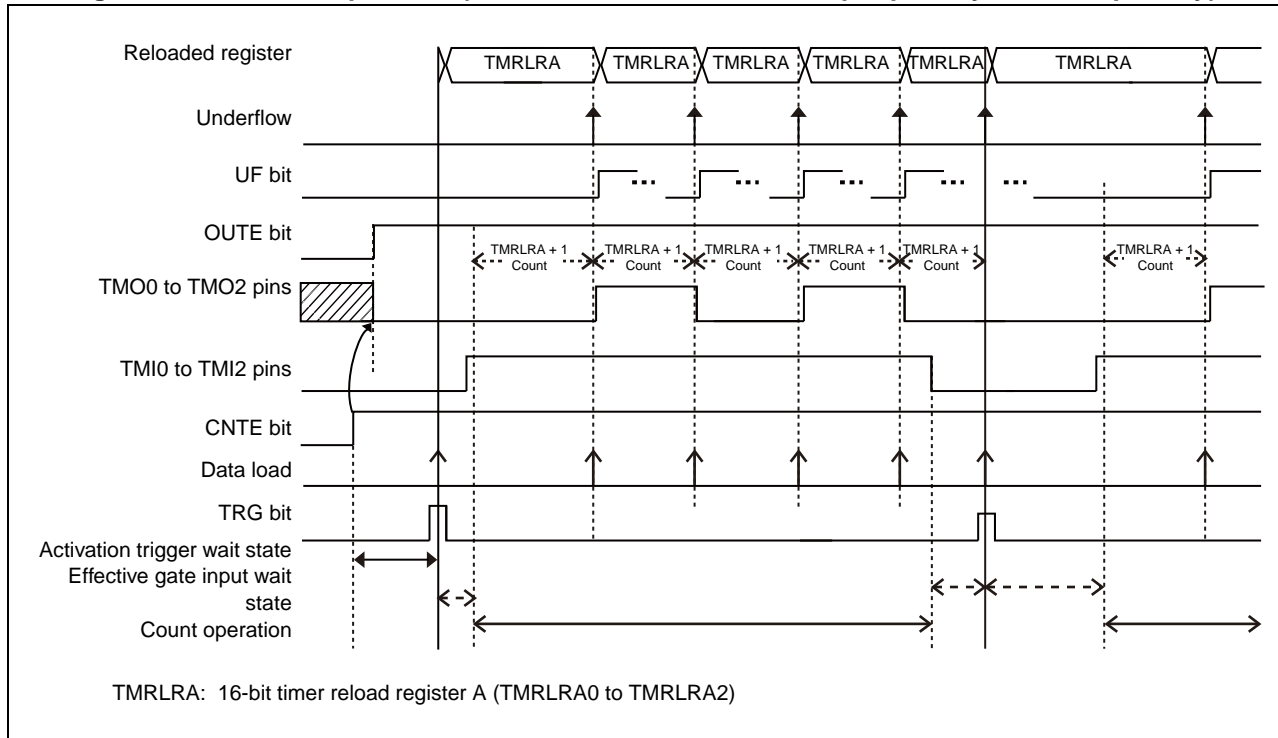 Reloaded register
TMRLRA TMRLRA TMRLRA TMRLRA TMRLRA TMRLRA
Underflow
UF bit
OUTE bit
TMRLRA + 1 TMRLRA + 1 TMRLRA + 1 TMRLRA + 1 TMRLRA + 1 TMRLRA + 1
Count Count Count Count Count Count
TMO0 to TMO2 pins
TMI0 to TMI2 pins
CNTE bit
Data load
TRG bit
Activation trigger wait state
Effective gate input wait
state
Count operation
TMRLRA: 16-bit timer reload register A (TMRLRA0 to TMRLRA2)